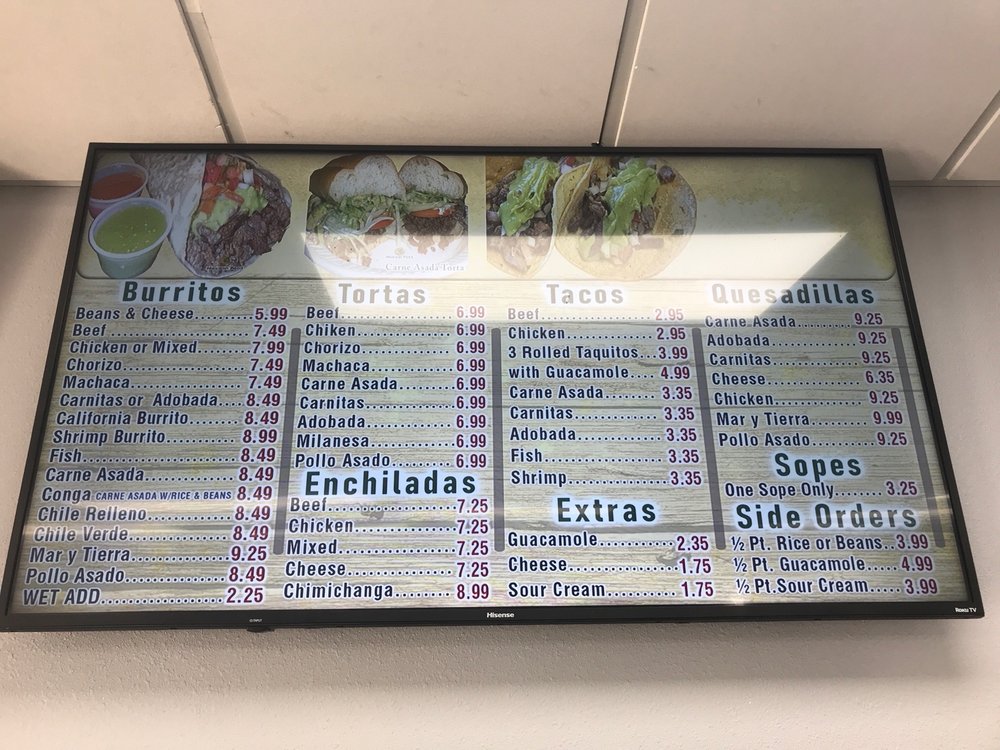 Carne Asada Torta
Burritos
Beans & Cheese 5.99
Beef 7.49
Chicken or Mixed 7.99
Chorizo 7.49
Machaca 7.49
Carnitas or Adobada 8.49
California Burrito 8.49
Shrimp Burrito 8.99
Fish 8.49
Carne Asada 8.49
Conga CARNE ASADA W/RICE & BEANS 8.49
Chile Relleno 8.49
Chile Verde 8.49
Mar y Tierra 9.25
Pollo Asado 8.49
WET ADD 2.25
Tortas
Beef 6.99
Chiken 6.99
Chorizo 6.99
Machaca 6.99
Carne Asada 6.99
Carnitas 6.99
Adobada 6.99
Milanesa 6.99
Pollo Asado 6.99
Enchiladas
Beef 7.25
Chicken 7.25
Mixed 7.25
Cheese 7.25
Chimichanga 8.99
Tacos
Beef 2.95
Chicken 2.95
3 Rolled Taquitos 3.99
with Guacamole 4.99
Carne Asada 3.35
Carnitas 3.35
Adobada 3.35
Fish 3.35
Shrimp 3.35
Extras
Guacamole 2.35
Cheese 1.75
Sour Cream 1.75
Quesadillas
Carne Asada 9.25
Adobada 9.25
Carnitas 9.25
Cheese 6.35
Chicken 9.25
Mar y Tierra 9.99
Pollo Asado 9.25
Sopes
One Sope Only 3.25
Side Orders
½ Pt. Rice or Beans 3.99
½ Pt. Guacamole 4.99
½ Pt. Sour Cream 3.99
Hisense
Roku TV